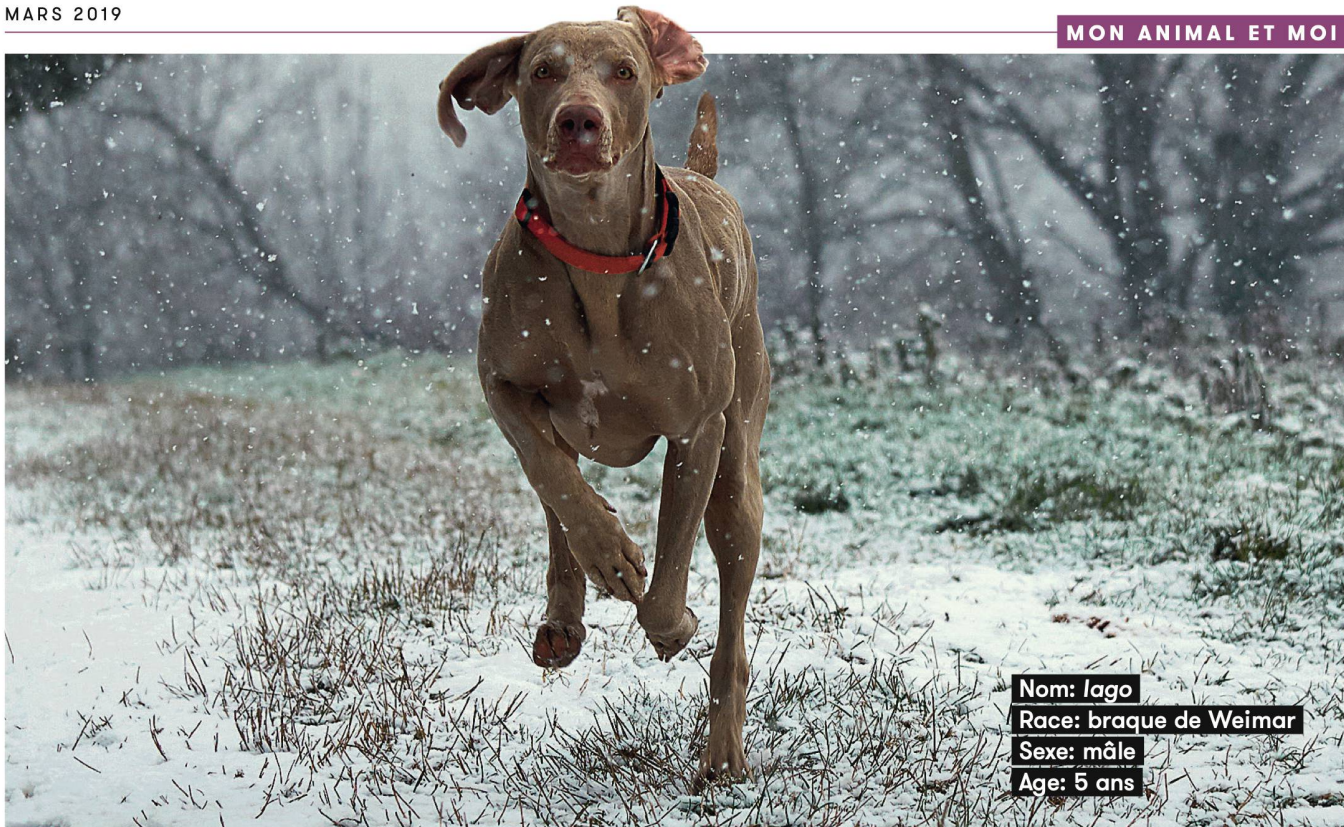 MARS 2019
MON ANIMAL ET MOI
Nom: Iago
Race: braque de Weimar
Sexe: mâle
Age: 5 ans